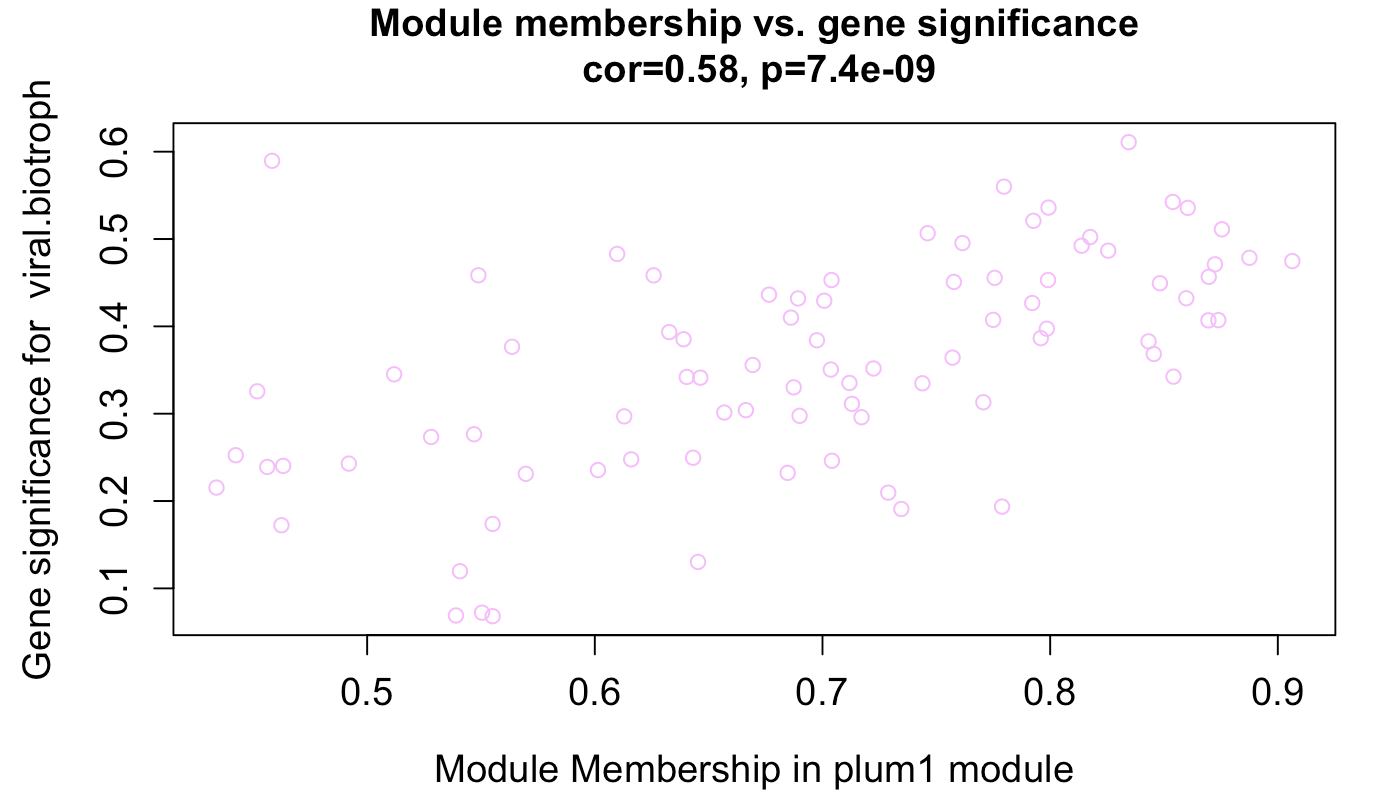 Module membership vs. gene significance
cor=0.58, p=7.4e-09
Gene significance for  viral.biotroph
0.6
0.5
0.4
0.3
0.2
0.1
0.5 0.6 0.7 0.8 0.9
Module Membership in plum1 module